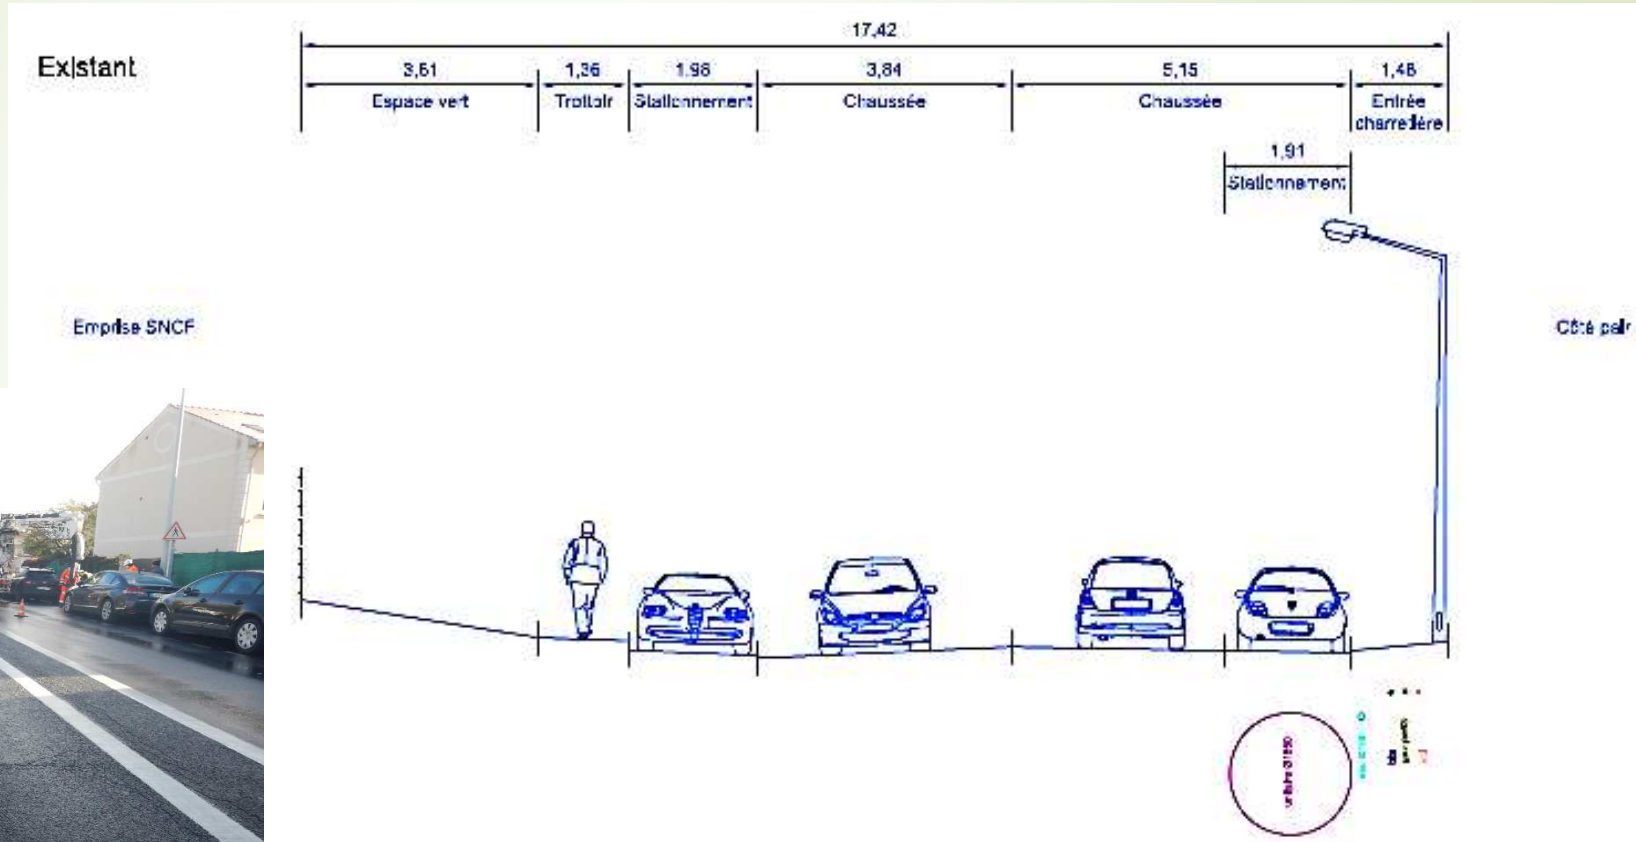 Existant
17,42
3,61
1,36
1,98
3,84
5,15
1,48
Espace vert
Trottoir
Stationnement
Chaussée
Chaussée
Entrée
charretière
1,91
Stationnement
Emprise SNCF
Côté pair